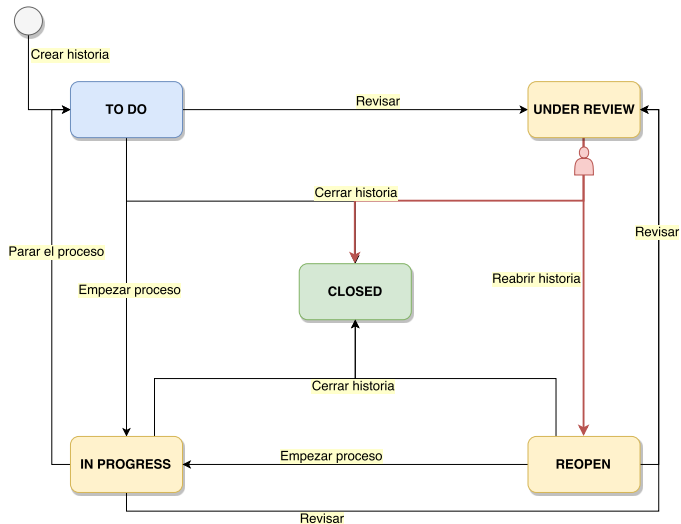 Crear historia
TO DO
Revisar
UNDER REVIEW
Cerrar historia
Revisar
Parar el proceso
Reabrir historia
Empezar proceso
CLOSED
Cerrar historia
Empezar proceso
IN PROGRESS
REOPEN
Revisar